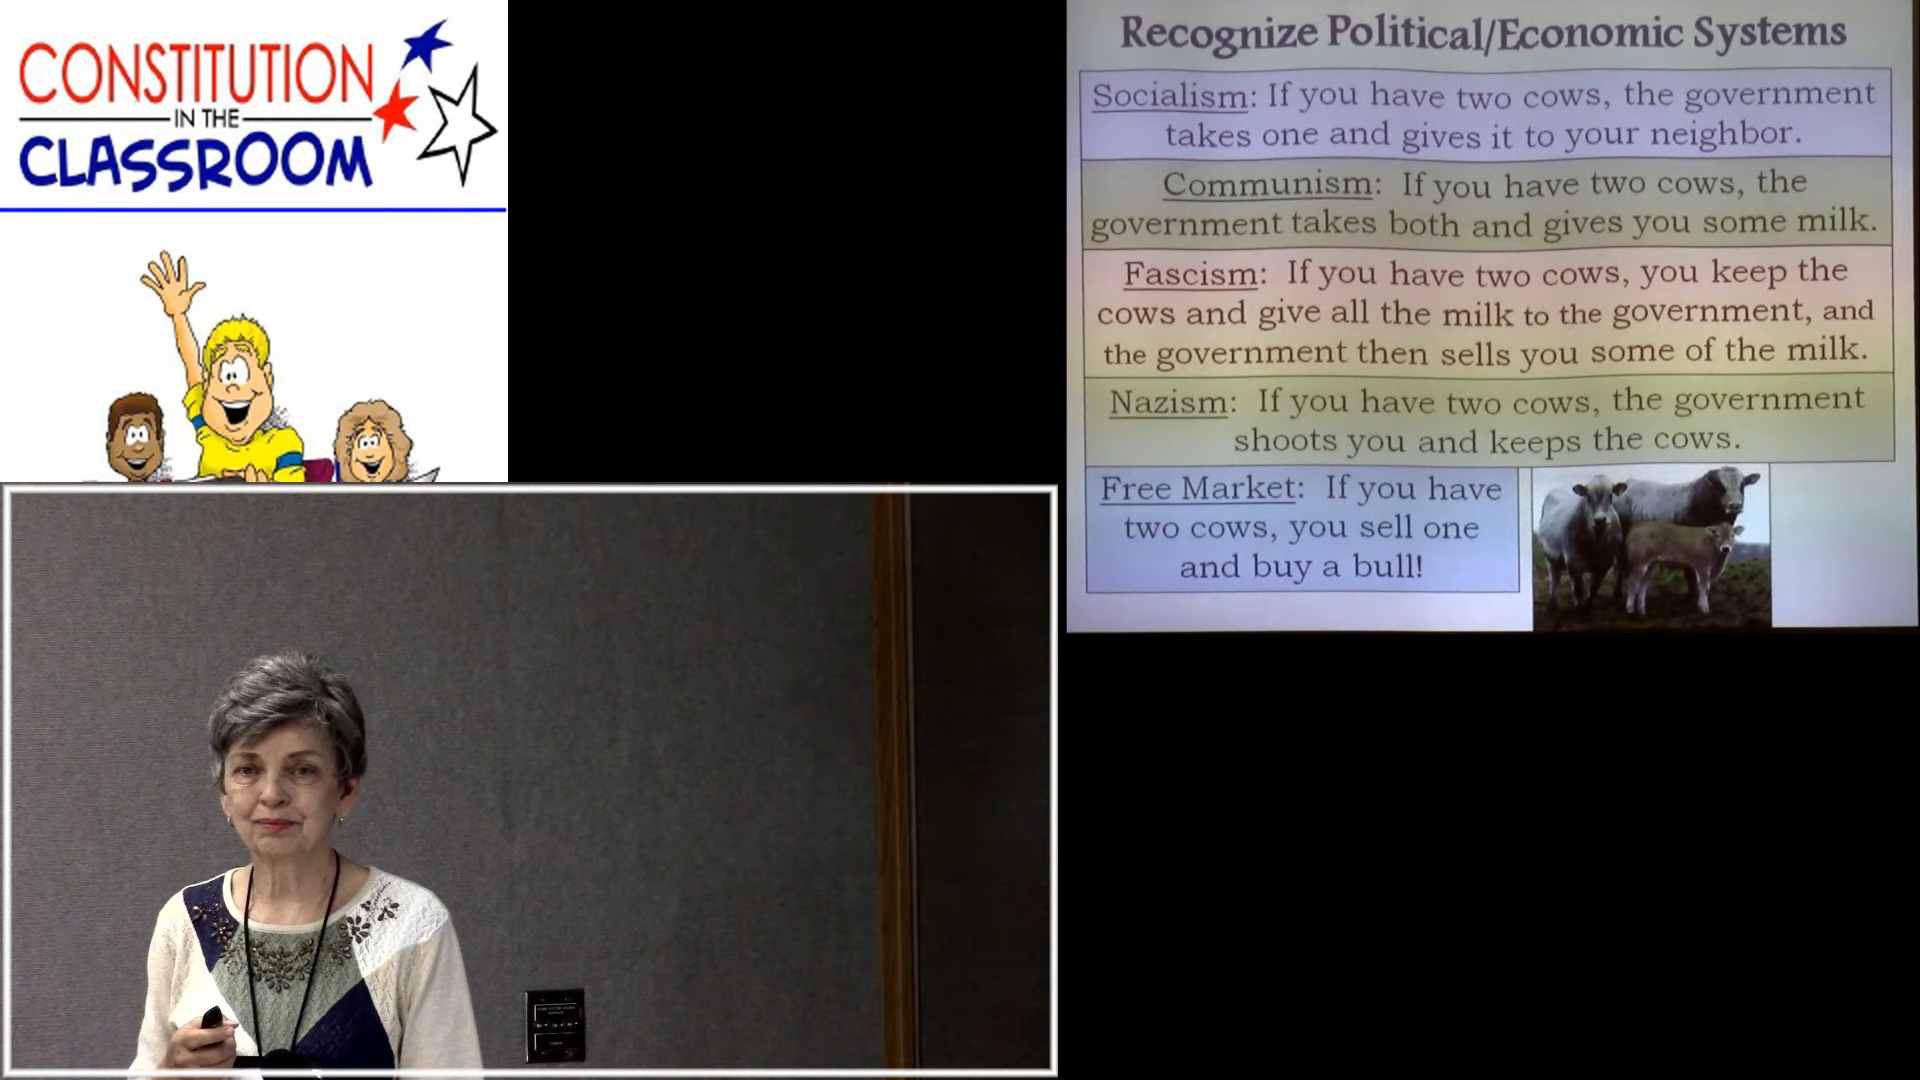 CONSTITUTION
IN THE
CLASSROOM
Recognize Political/Economic Systems
Socialism: If you have two cows, the government
takes one and gives it to your neighbor.
Communism: If you have two cows, the
government takes both and gives you some milk.
Fascism: If you have two cows, you keep the
cows and give all the milk to the government, and
the government then sells you some of the milk.
Nazism: If you have two cows, the government
shoots you and keeps the cows.
Free Market: If you have
two cows, you sell one
and buy a bull!